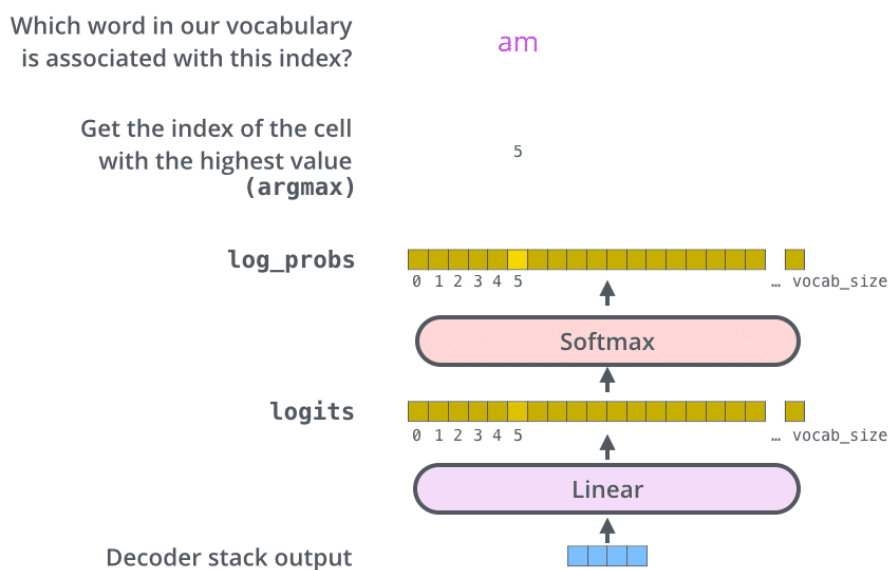 Which word in our vocabulary
is associated with this index?
am
Get the index of the cell
with the highest value
(argmax)
5
log_probs
0 1 2 3 4 5 … vocab_size
Softmax
logits
0 1 2 3 4 5 … vocab_size
Linear
Decoder stack output